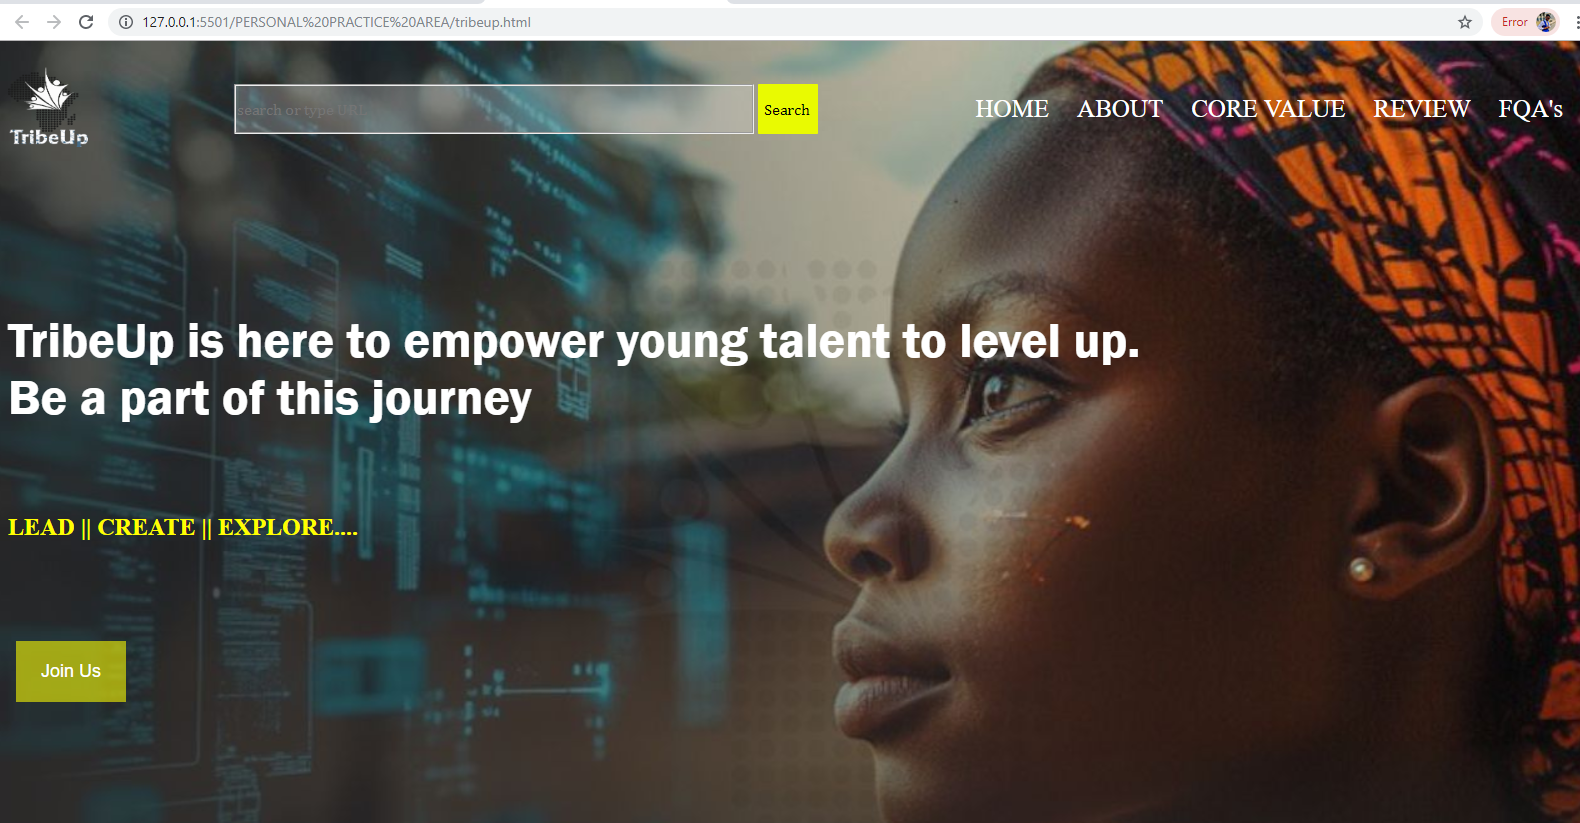 127.0.0.1:5501/PERSONAL%20PRACTICE%20AREA/tribeup.html
Error
TribeUp
search or type URL
Search
HOME ABOUT CORE VALUE REVIEW FQA's
TribeUp is here to empower young talent to level up.
Be a part of this journey
LEAD || CREATE || EXPLORE....
Join Us